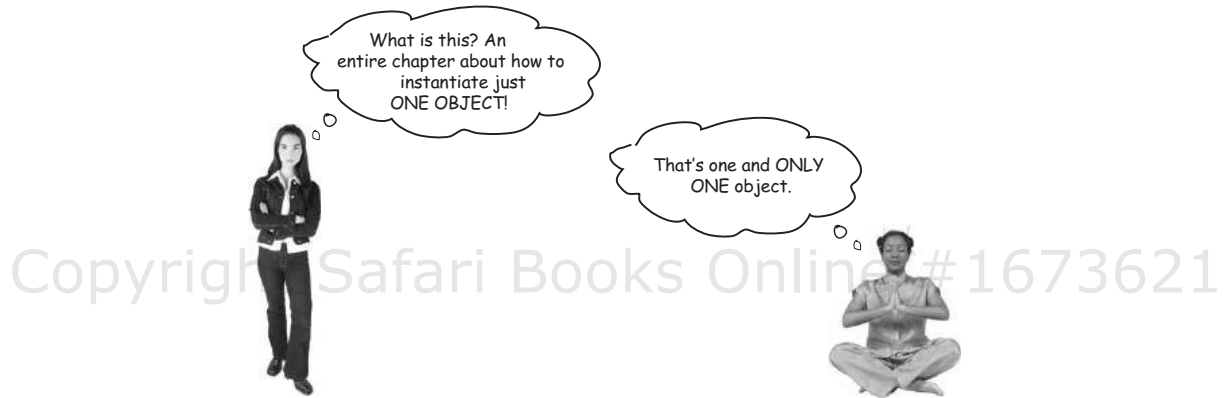 What is this? An
entire chapter about how to
instantiate just
ONE OBJECT!
That's one and ONLY
ONE object.
Copyright Safari Books Online #1673621